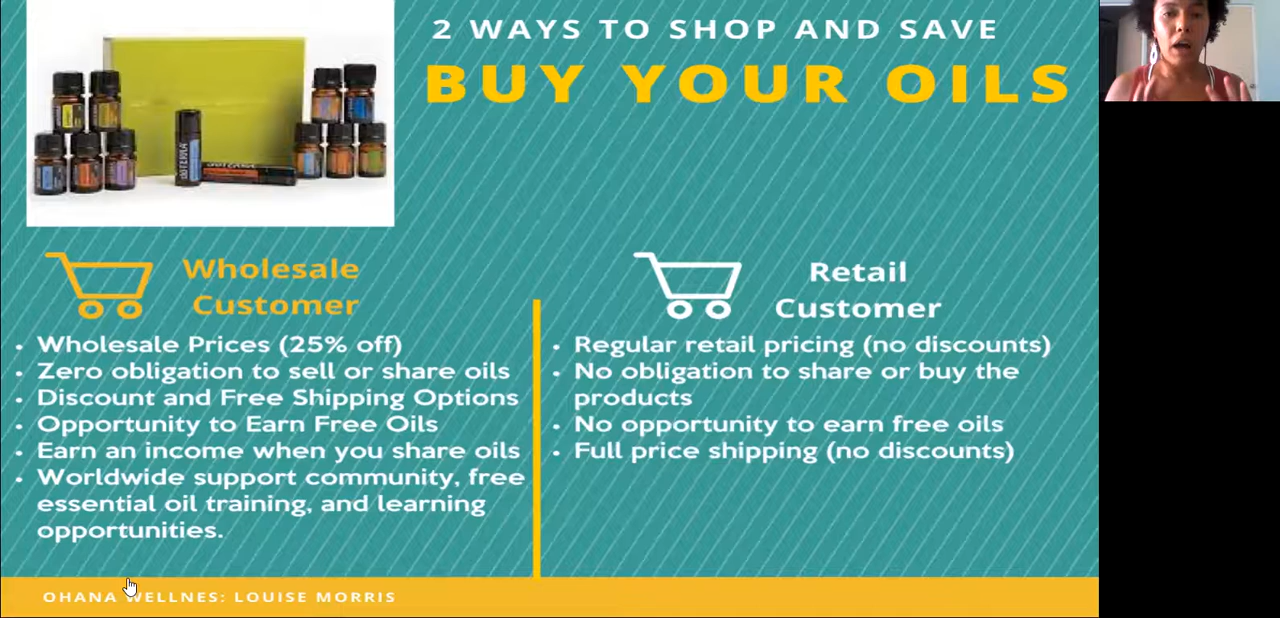 2 WAYS TO SHOP AND SAVE
BUY YOUR OILS
dōTERRA
Wholesale
Customer
• Wholesale Prices (25% off)
• Zero obligation to sell or share oils
• Discount and Free Shipping Options
• Opportunity to Earn Free Oils
• Earn an income when you share oils
• Worldwide support community, free
essential oil training, and learning
opportunities.
Retail
Customer
• Regular retail pricing (no discounts)
• No obligation to share or buy the
products
• No opportunity to earn free oils
• Full price shipping (no discounts)
OHANA WELLNES: LOUISE MORRIS